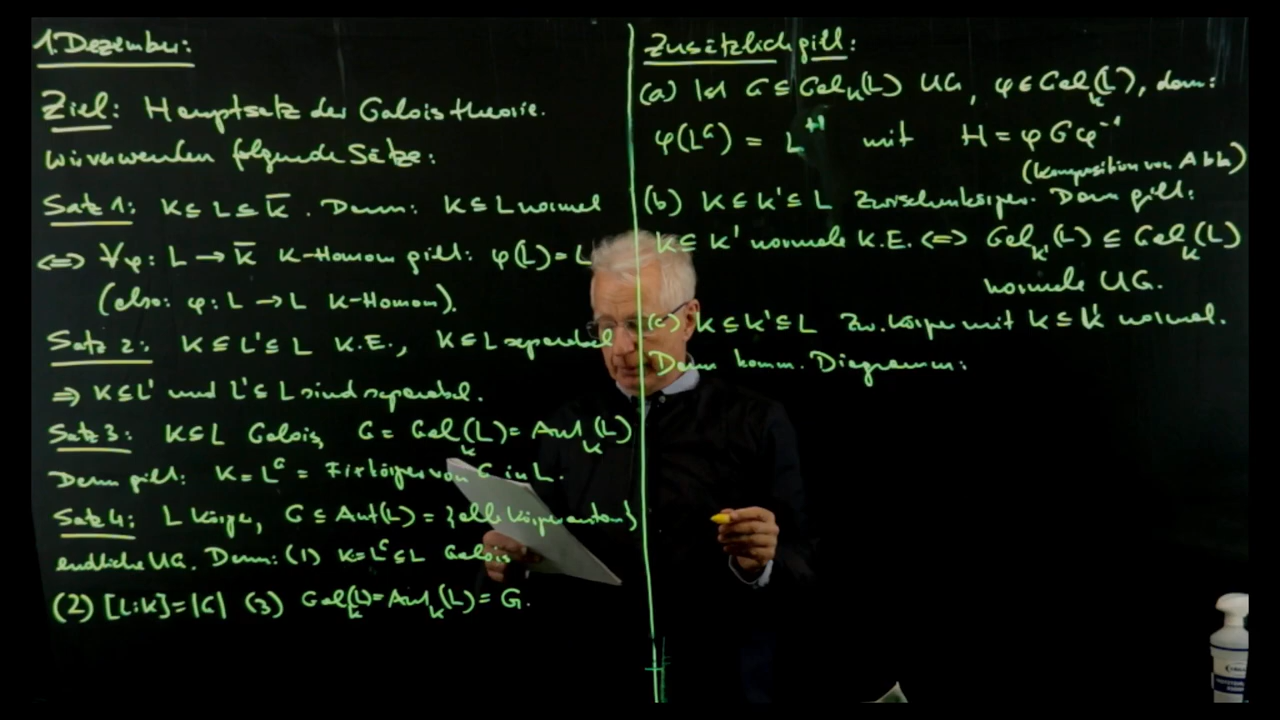 1. Dezember:
Ziel: Hauptsatz der Galoistheorie.
Wir verwenden folgende Sätze:
Satz 1: K ⊆ L ⊆ K̄. Dann: K ⊆ L normal
⇔ ∀φ: L → K̄ K-Homom gilt: φ(L) = L
(also: φ: L → L K-Homom).
Satz 2: K ⊆ L' ⊆ L K.E., K ⊆ L separabel
⇒ K ⊆ L' und L' ⊆ L sind separabel.
Satz 3: K ⊆ L Galois, G = Gal_K(L) = Aut_K(L)
Dann gilt: K = L^G = Fixkörper von G in L.
Satz 4: L Körper, G ⊆ Aut(L) = {alle Körperautom}
endliche UG. Dann: (1) K = L^G ⊆ L Galois
(2) [L:K] = |G| (3) Gal_K(L) = Aut_K(L) = G.
Zusätzlich gilt:
(a) Ist G ⊆ Gal_K(L) UG, φ ∈ Gal_K(L), dann:
φ(L^G) = L^H mit H = φGφ^-1
(Komposition von Abb)
(b) K ⊆ K' ⊆ L Zwischenkörper. Dann gilt:
K ⊆ K' normale K.E. ⇔ Gal_K'(L) ⊆ Gal_K(L)
normale UG.
(c) K ⊆ K' ⊆ L Zw.körper mit K ⊆ K' normal.
Dann komm. Diagramm: